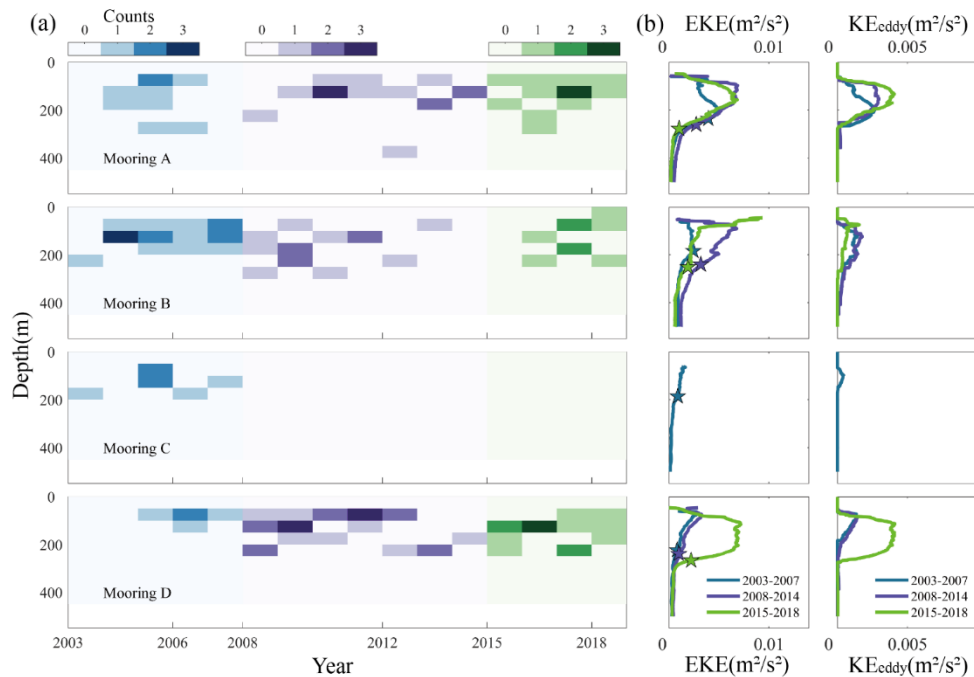 (a)
Counts
0 1 2 3
0 1 2 3
0 1 2 3
(b)
EKE(m²/s²)
KEeddy(m²/s²)
0 0.01
0 0.005
0
200
400
Mooring A
0
200
400
Mooring B
Depth(m)
0
200
400
Mooring C
0
200
400
Mooring D
2003-2007
2008-2014
2015-2018
2003-2007
2008-2014
2015-2018
2003 2006 2008 2012 2015 2018
Year
0 0.01
0 0.005
EKE(m²/s²)
KEeddy(m²/s²)